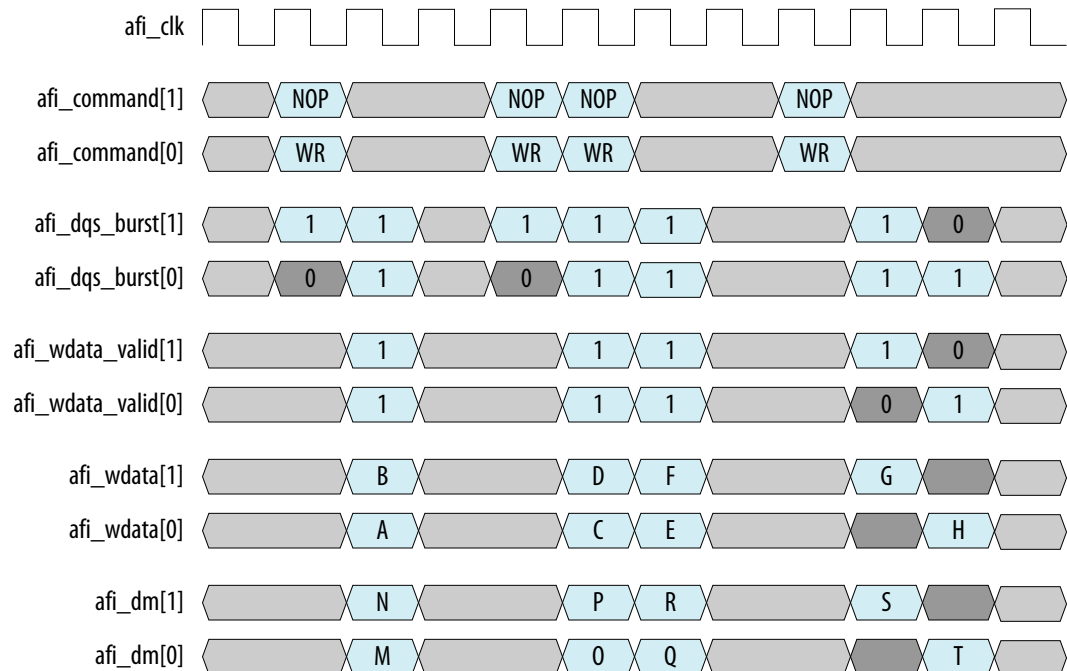 afi_clk
afi_command[1] NOP NOP NOP NOP
afi_command[0] WR WR WR WR
afi_dqs_burst[1] 1 1 1 1 1 1 0
afi_dqs_burst[0] 0 1 0 1 1 1 1
afi_wdata_valid[1] 1 1 1 1 0
afi_wdata_valid[0] 1 1 1 0 1
afi_wdata[1] B D F G
afi_wdata[0] A C E H
afi_dm[1] N P R S
afi_dm[0] M O Q T